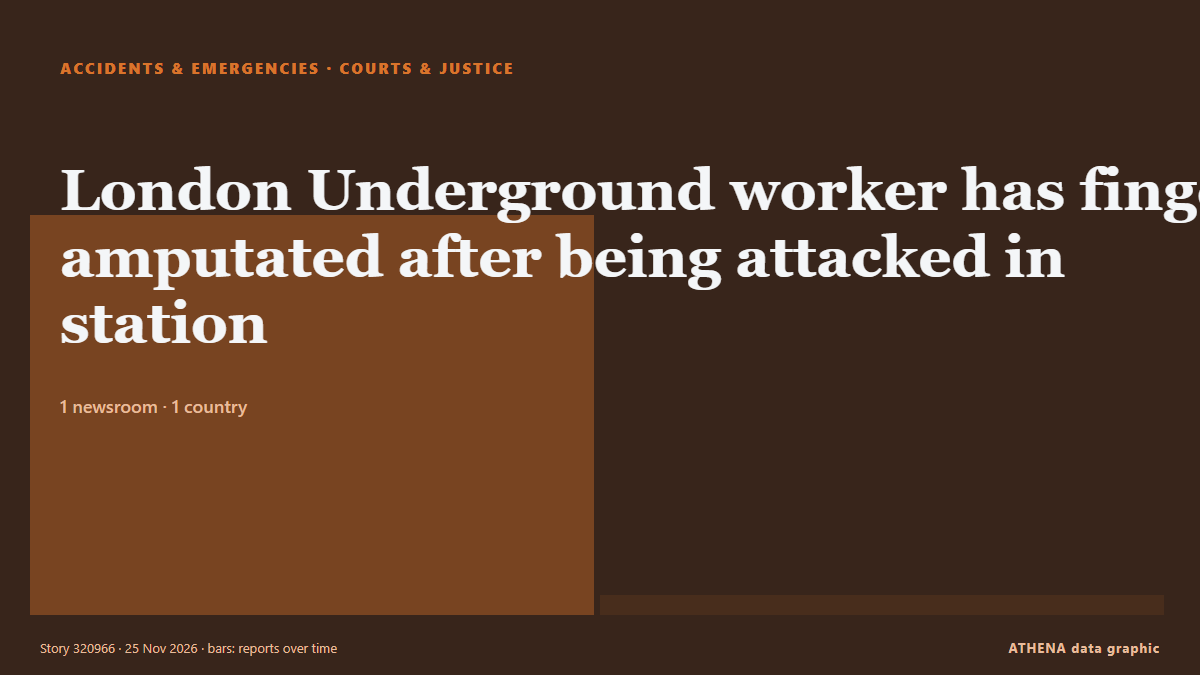 ACCIDENTS & EMERGENCIES · COURTS & JUSTICE
London Underground worker has
amputated after being attacked in
station
1 newsroom · 1 country
Story 320966 · 25 Nov 2026 · bars: reports over time
ATHENA data graphic